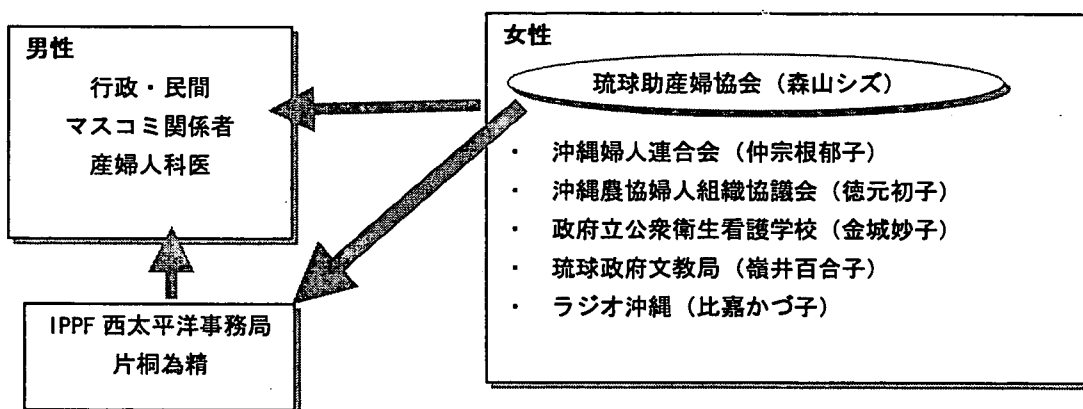 男性
行政・民間
マスコミ関係者
産婦人科医
IPPF 西太平洋事務局
片桐為精
女性
琉球助産婦協会（森山シズ）
・ 沖縄婦人連合会（仲宗根郁子）
・ 沖縄農協婦人組織協議会（徳元初子）
・ 政府立公衆衛生看護学校（金城妙子）
・ 琉球政府文教局（嶺井百合子）
・ ラジオ沖縄（比嘉かづ子）